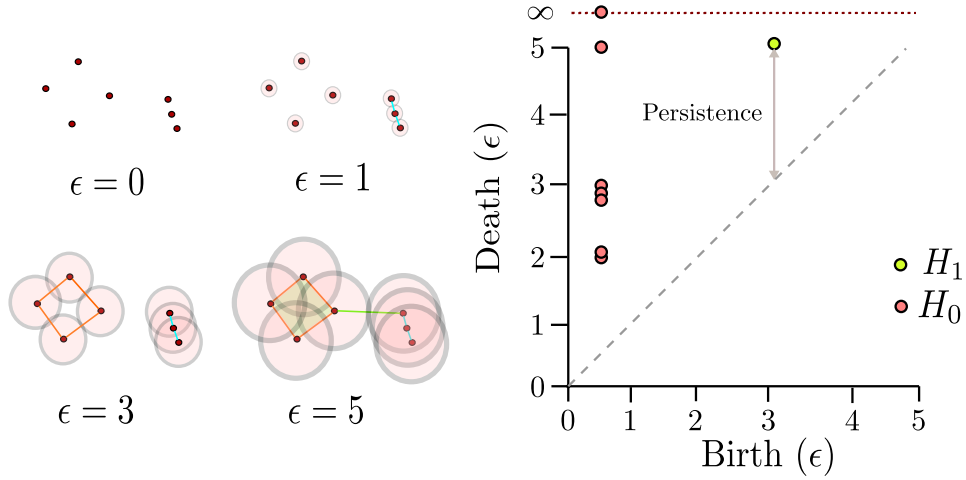 ϵ = 0
ϵ = 1
ϵ = 3
ϵ = 5
∞
5
4
3
2
1
0
Death (ϵ)
Persistence
H₁
H₀
0 1 2 3 4 5
Birth (ϵ)